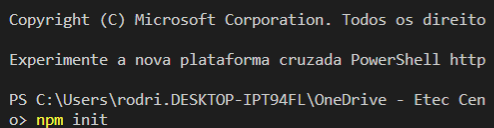 Copyright (C) Microsoft Corporation. Todos os direito
Experimente a nova plataforma cruzada PowerShell http
PS C:\Users\rodri.DESKTOP-IPT94FL\OneDrive - Etec Cen
o> npm init